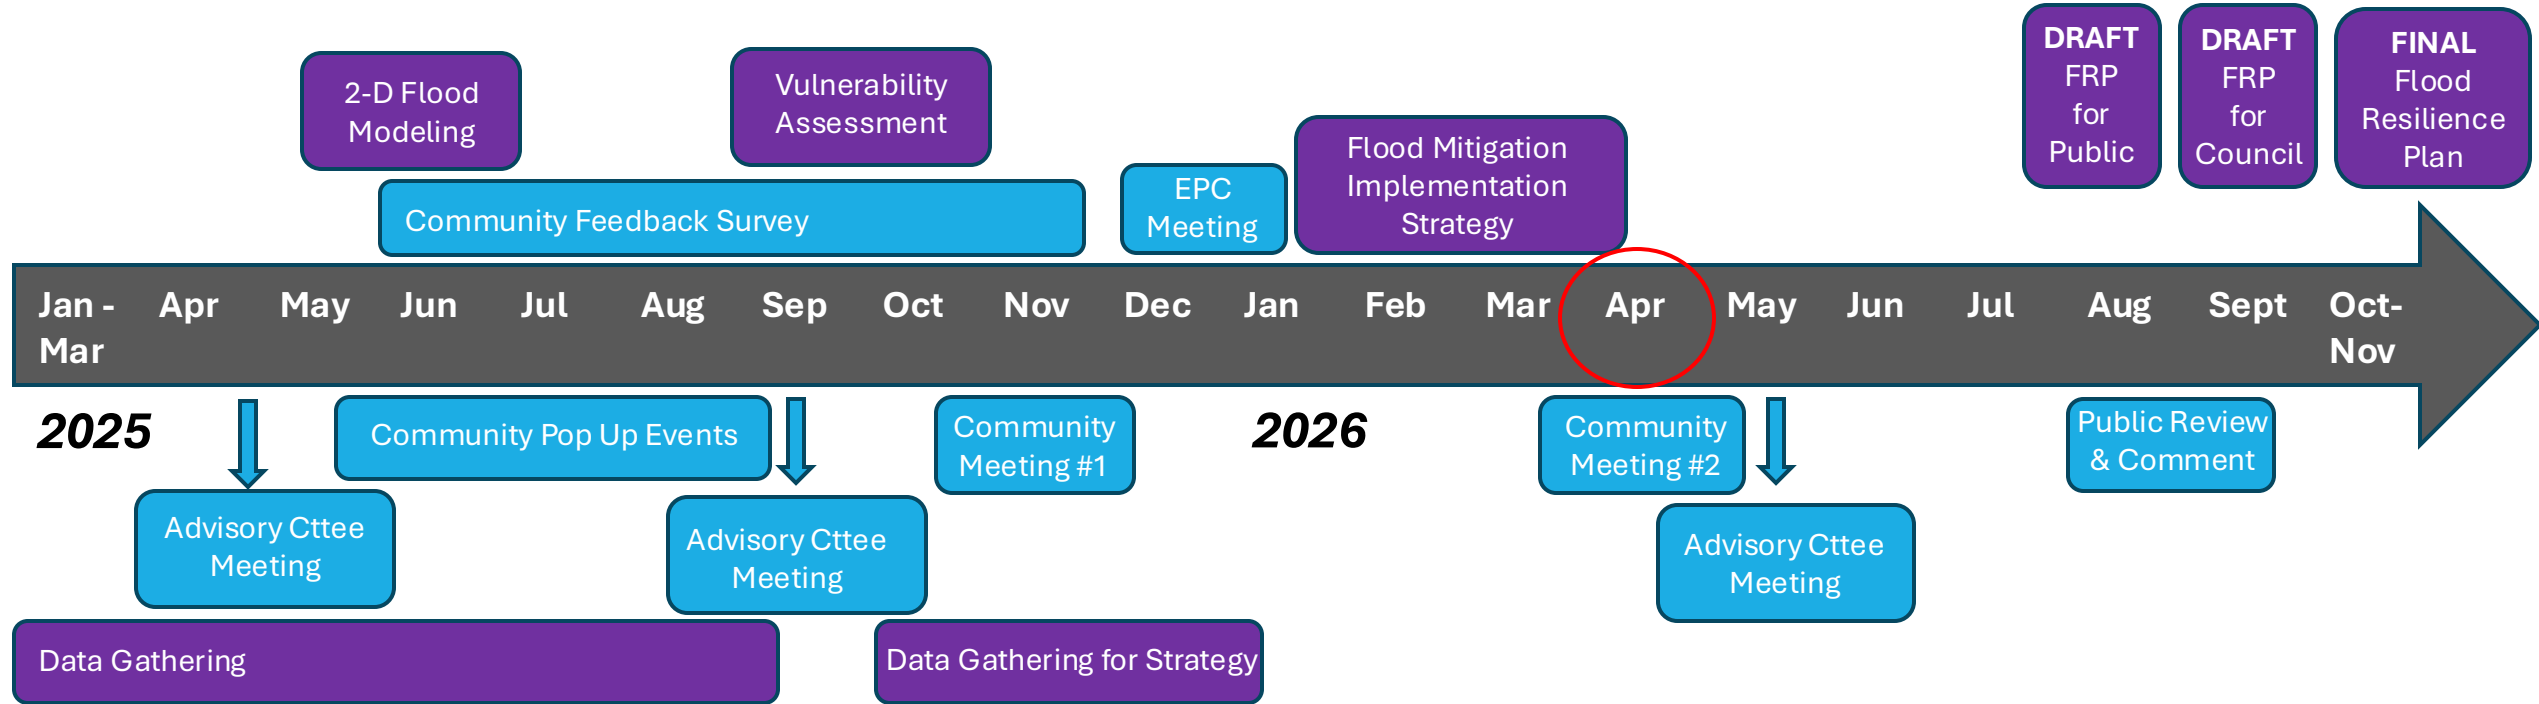 DRAFT
FRP
for
Public
DRAFT
FRP
for
Council
FINAL
Flood
Resilience
Plan
2-D Flood
Modeling
Vulnerability
Assessment
Flood Mitigation
Implementation
Strategy
EPC
Meeting
Community Feedback Survey
Jan -
Mar
Apr
May
Jun
Jul
Aug
Sep
Oct
Nov
Dec
Jan
Feb
Mar
Apr
May
Jun
Jul
Aug
Sept
Oct-
Nov
2025
Community Pop Up Events
Community
Meeting #1
2026
Community
Meeting #2
Public Review
& Comment
Advisory Cttee
Meeting
Advisory Cttee
Meeting
Advisory Cttee
Meeting
Data Gathering
Data Gathering for Strategy